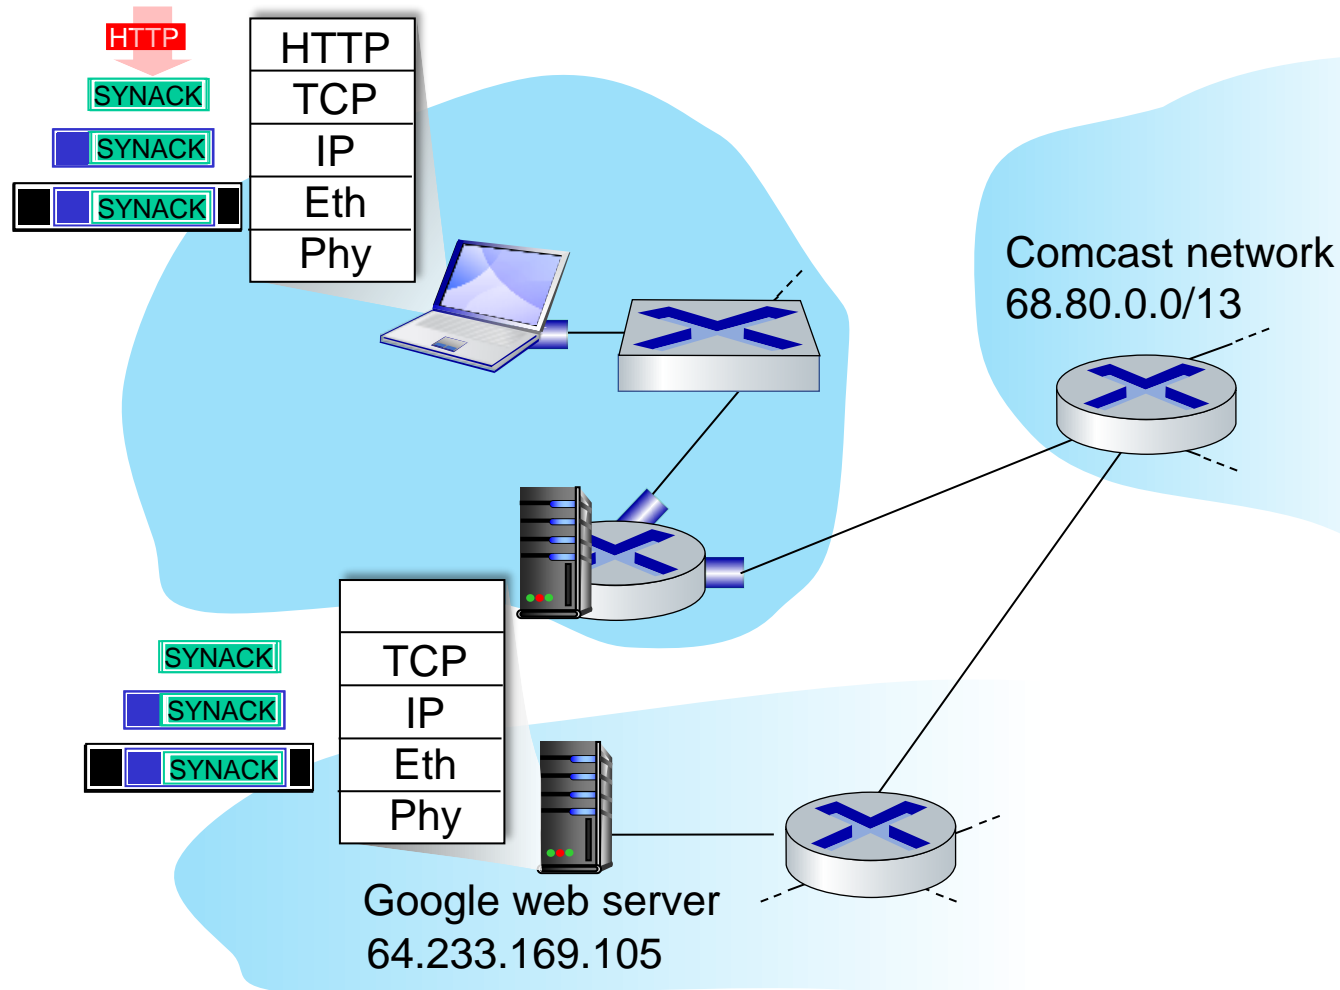 HTTP
SYNACK
SYNACK
SYNACK
HTTP
TCP
IP
Eth
Phy
Comcast network
68.80.0.0/13
SYNACK
SYNACK
SYNACK
TCP
IP
Eth
Phy
Google web server
64.233.169.105